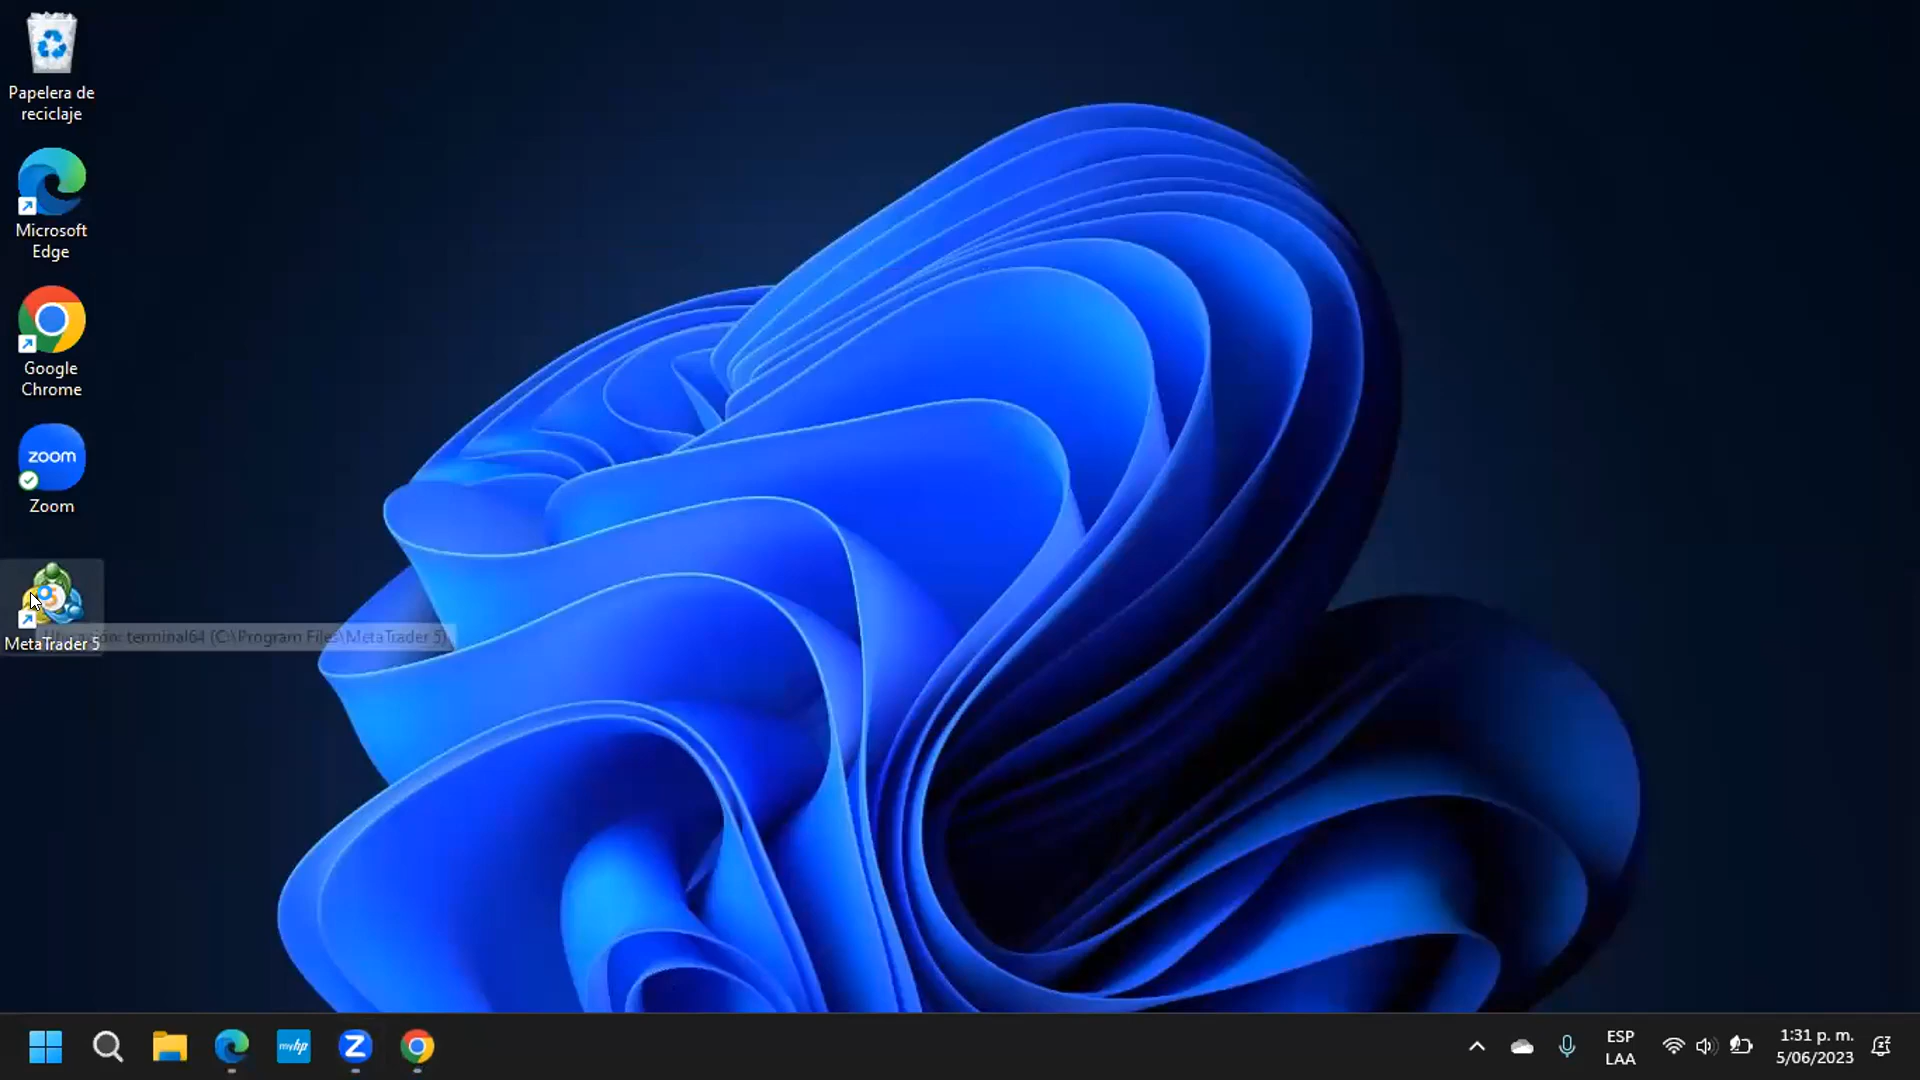 Papelera de
reciclaje
Microsoft
Edge
Google
Chrome
zoom
Zoom
MetaTrader 5
terminal64 (C:\Program Files\MetaTrader 5)
myhp
Z
ESP
LAA
1:31 p. m.
5/06/2023